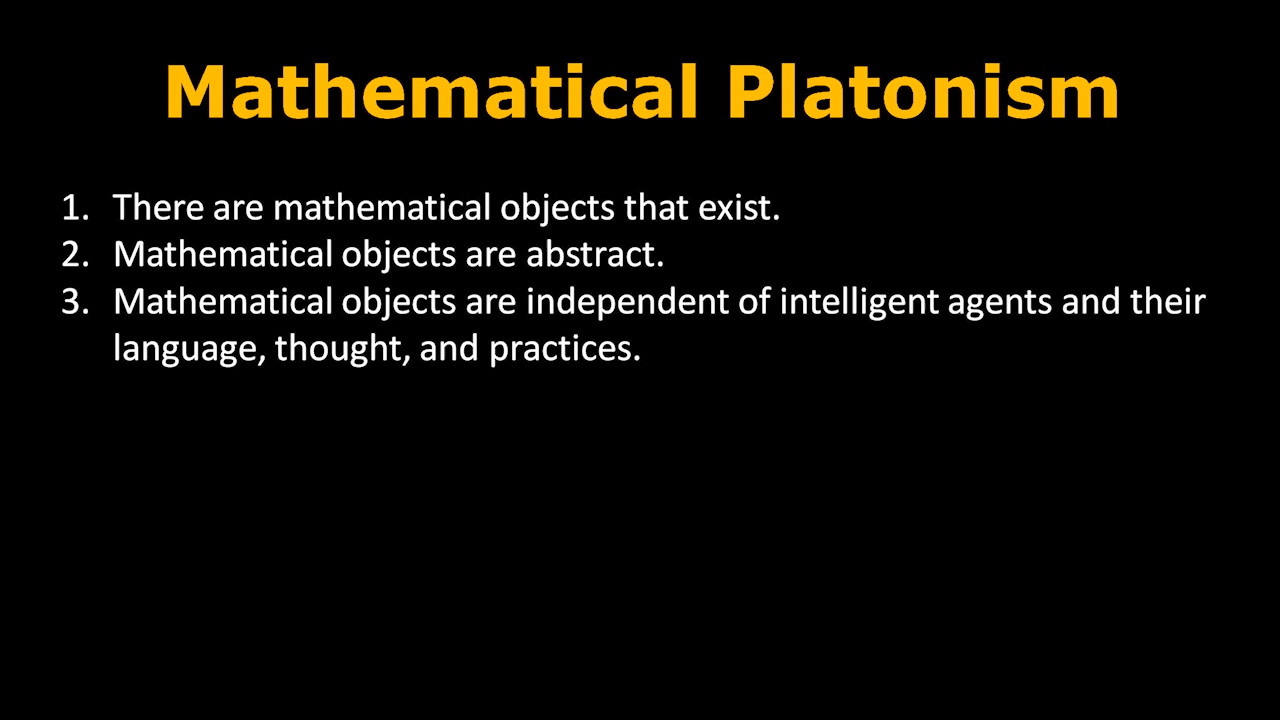 Mathematical Platonism
1. There are mathematical objects that exist.
2. Mathematical objects are abstract.
3. Mathematical objects are independent of intelligent agents and their
language, thought, and practices.